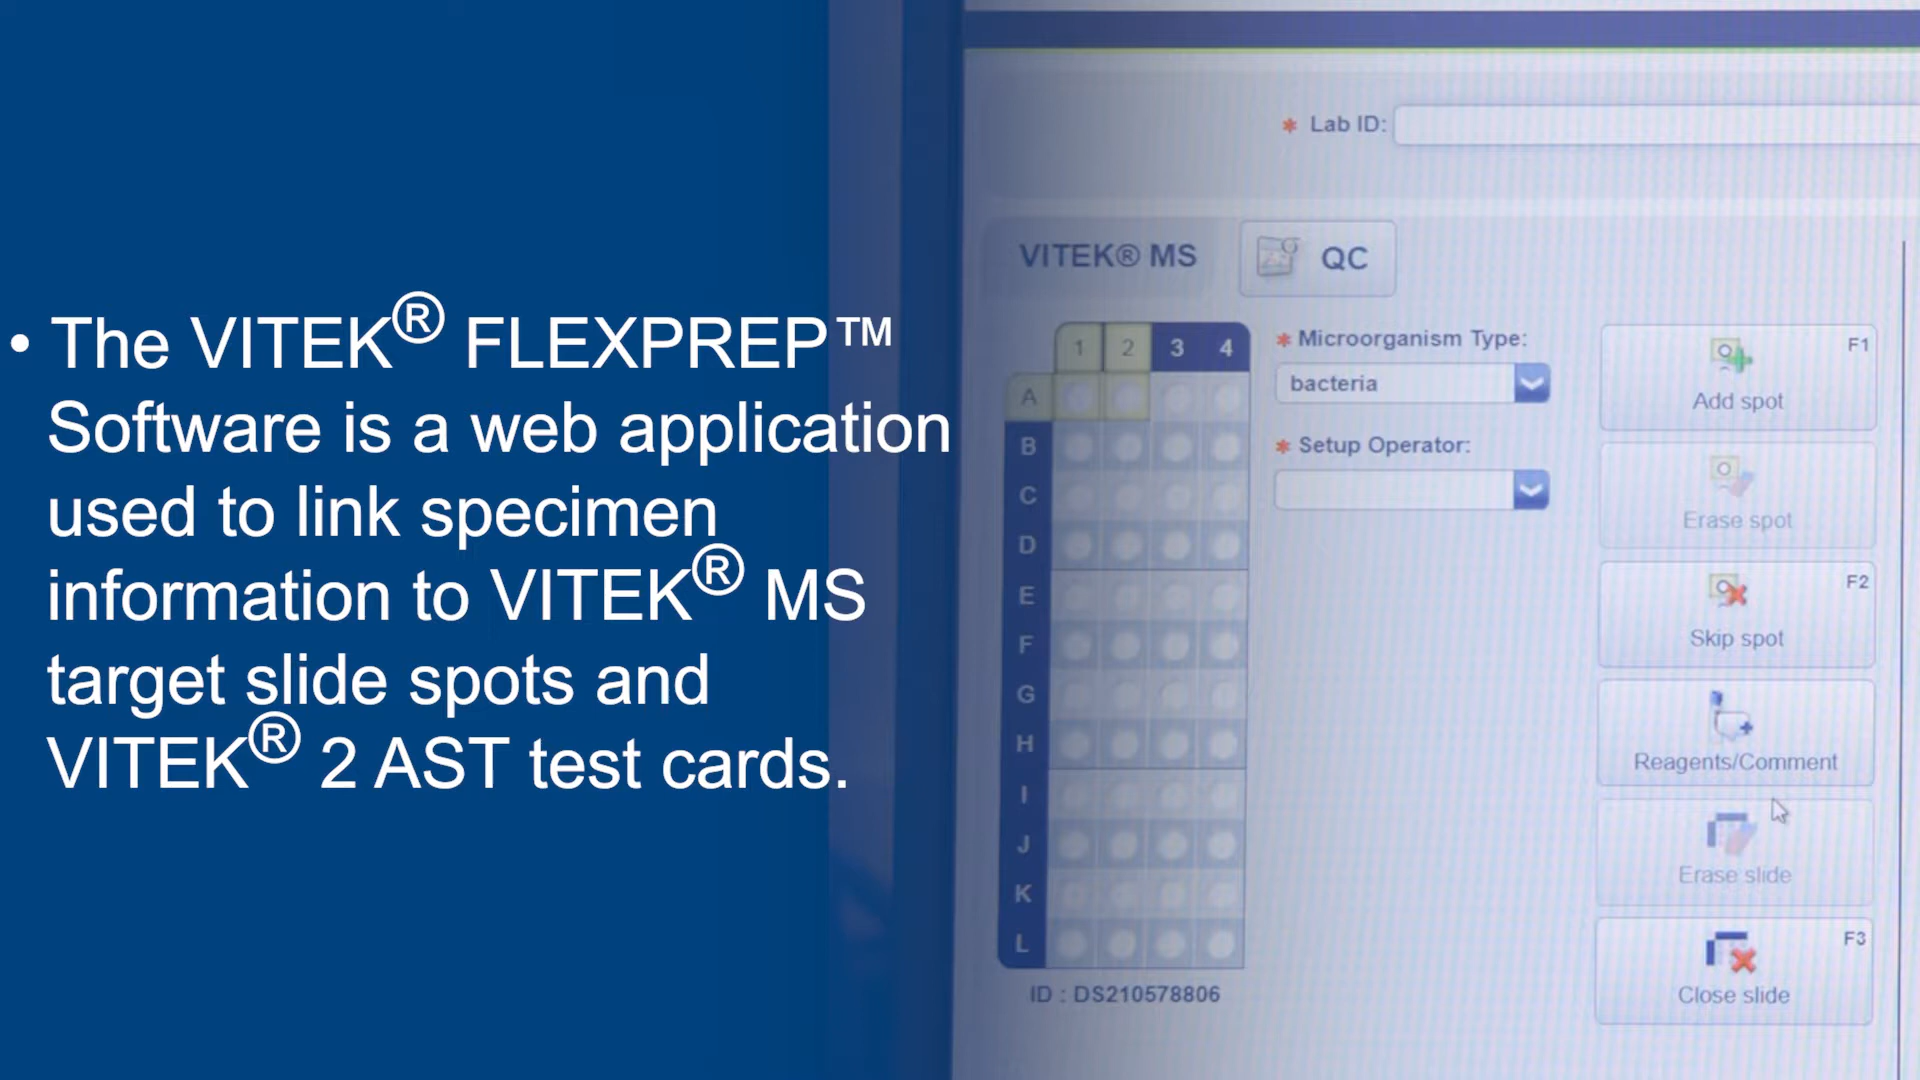 • The VITEK® FLEXPREP™
Software is a web application
used to link specimen
information to VITEK® MS
target slide spots and
VITEK® 2 AST test cards.
* Lab ID:
VITEK® MS
QC
1 2 3 4
A
B
C
D
E
F
G
H
I
J
K
L
ID : DS210578806
* Microorganism Type:
bacteria
* Setup Operator:
F1
Add spot
Erase spot
F2
Skip spot
Reagents/Comment
Erase slide
F3
Close slide